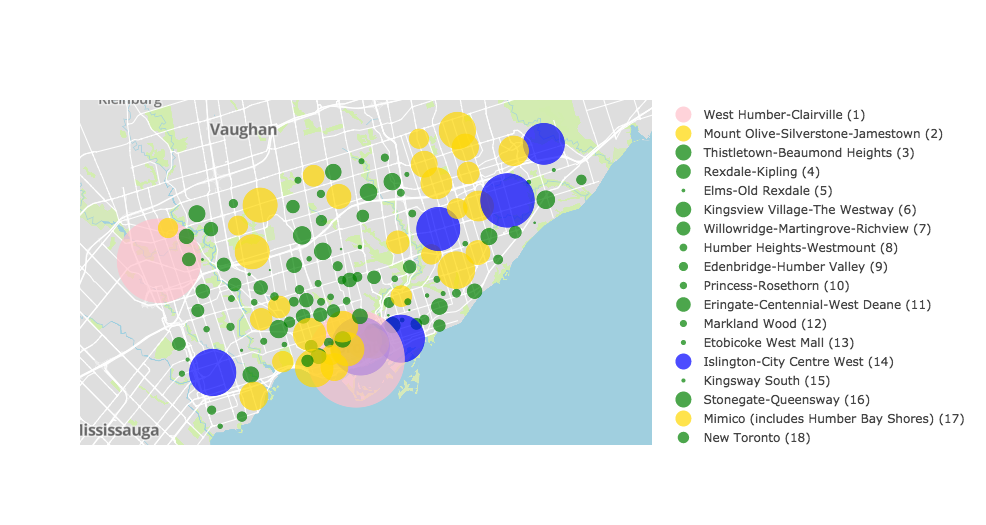 Kleinburg
Vaughan
Mississauga
West Humber-Clairville (1)
Mount Olive-Silverstone-Jamestown (2)
Thistletown-Beaumond Heights (3)
Rexdale-Kipling (4)
Elms-Old Rexdale (5)
Kingsview Village-The Westway (6)
Willowridge-Martingrove-Richview (7)
Humber Heights-Westmount (8)
Edenbridge-Humber Valley (9)
Princess-Rosethorn (10)
Eringate-Centennial-West Deane (11)
Markland Wood (12)
Etobicoke West Mall (13)
Islington-City Centre West (14)
Kingsway South (15)
Stonegate-Queensway (16)
Mimico (includes Humber Bay Shores) (17)
New Toronto (18)